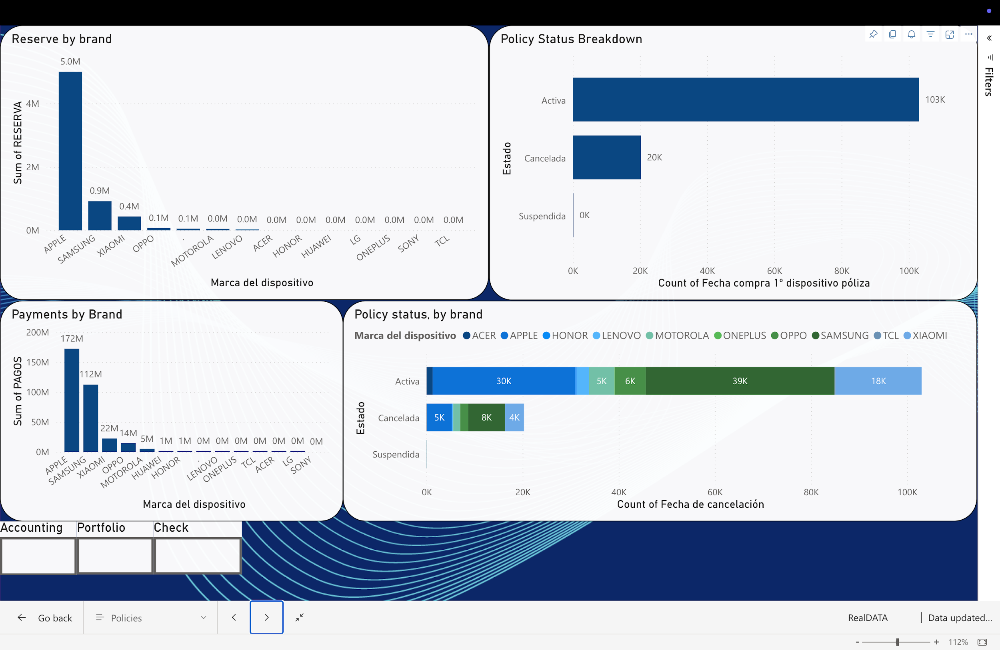 Reserve by brand
Sum of RESERVA
5.0M
4M
2M
0M
0.9M
0.4M
0.1M
0.1M
0.0M
0.0M
0.0M
0.0M
0.0M
0.0M
0.0M
0.0M
0.0M
APPLE
SAMSUNG
XIAOMI
OPPO
.
MOTOROLA
LENOVO
ACER
HONOR
HUAWEI
LG
ONEPLUS
SONY
TCL
Marca del dispositivo
Policy Status Breakdown
Estado
Activa
103K
Cancelada
20K
Suspendida
0K
0K
20K
40K
60K
80K
100K
Count of Fecha compra 1º dispositivo póliza
Filters
Payments by Brand
Sum of PAGOS
200M
150M
100M
50M
0M
172M
112M
22M
14M
5M
1M
1M
0M
0M
0M
0M
0M
0M
0M
APPLE
SAMSUNG
XIAOMI
OPPO
MOTOROLA
HUAWEI
HONOR
.
LENOVO
ONEPLUS
TCL
ACER
LG
SONY
Marca del dispositivo
Policy status, by brand
Marca del dispositivo ACER APPLE HONOR LENOVO MOTOROLA ONEPLUS OPPO SAMSUNG TCL XIAOMI
Estado
Activa
30K
5K
6K
39K
18K
Cancelada
5K
8K
4K
Suspendida
0K
20K
40K
60K
80K
100K
Count of Fecha de cancelación
Accounting
Portfolio
Check
Go back
Policies
RealDATA
| Data updated...
- + 112%